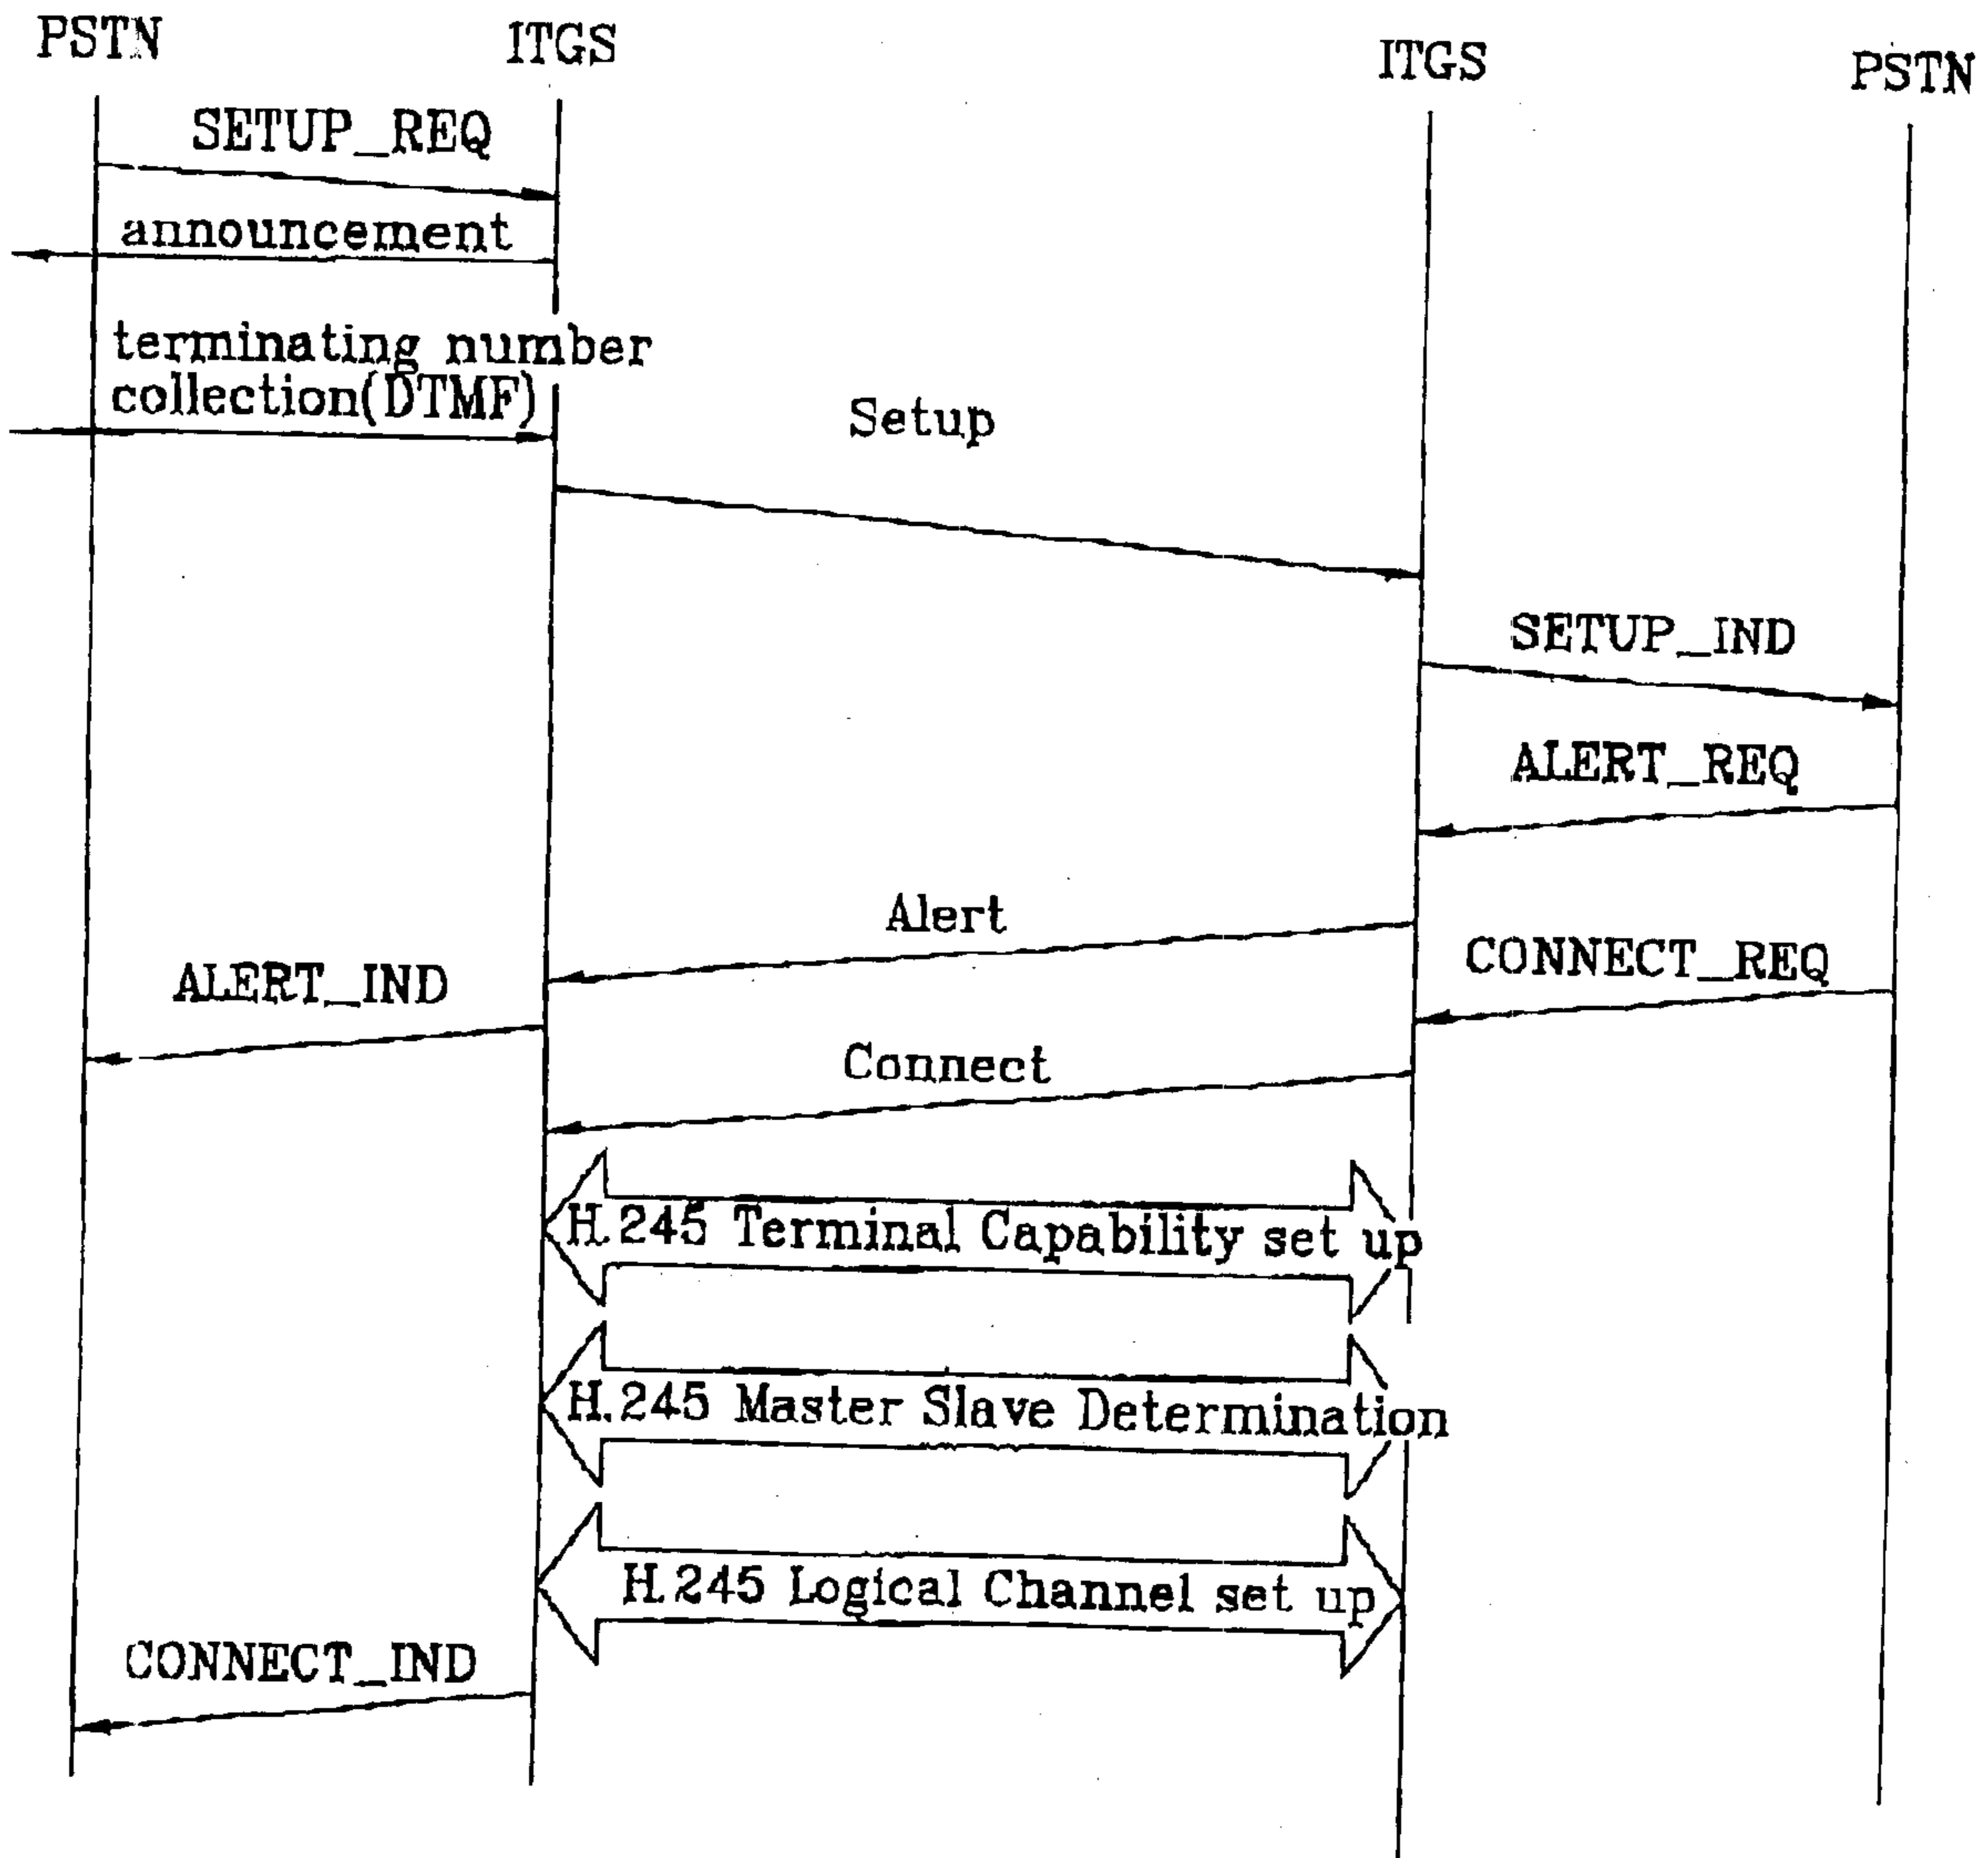 PSTN
ITGS
ITGS
PSTN
SETUP_REQ
announcement
terminating number
collection(DTMF)
Setup
SETUP_IND
ALERT_REQ
Alert
CONNECT_REQ
ALERT_IND
Connect
H.245 Terminal Capability set up
H.245 Master Slave Determination
H.245 Logical Channel set up
CONNECT_IND